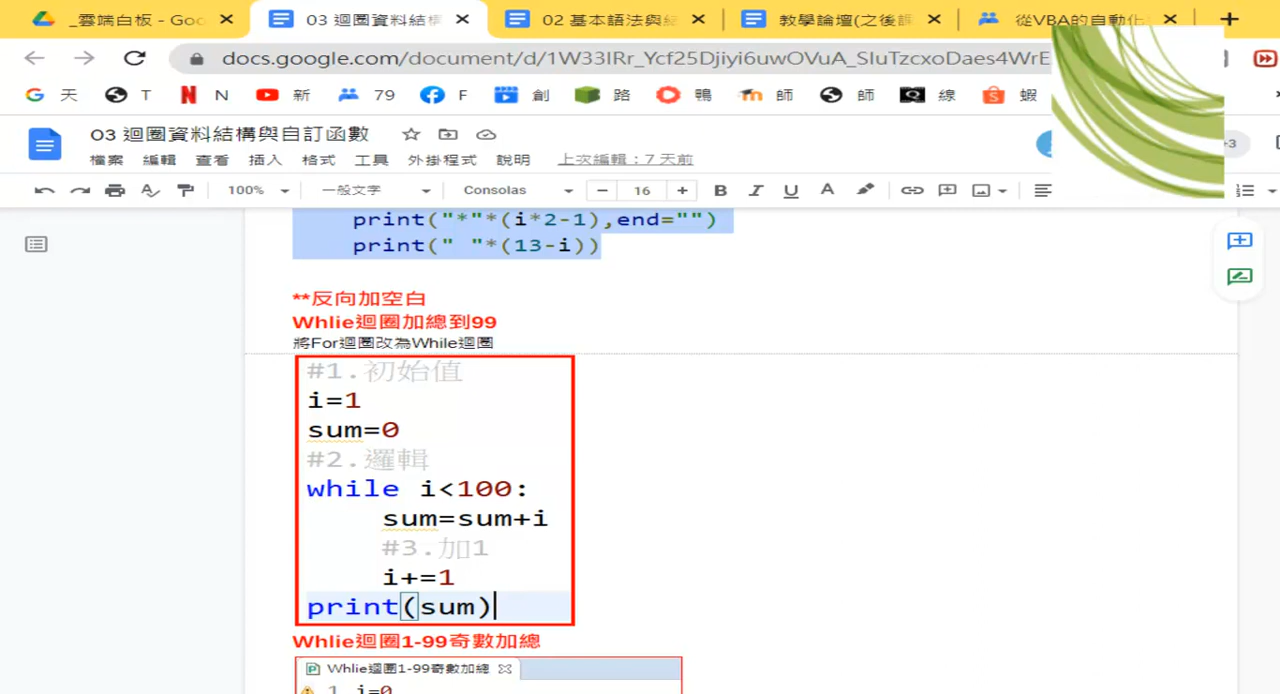 _雲端白板 - Goo
03 迴圈資料結構
02 基本語法與結
教學論壇(之後課
從VBA的自動化
docs.google.com/document/d/1W33IRr_Ycf25Djiyi6uwOVuA_SIuTzcxoDaes4WrE
天 T N 新 79 F 創 路 鴨 師 師 線 蝦
03 迴圈資料結構與自訂函數
檔案 編輯 查看 插入 格式 工具 外掛程式 說明 上次編輯：7 天前
+3
100% 一般文字 Consolas − 16 + B I U A
print("*"*(i*2-1),end="")
print(" "*(13-i))
**反向加空白
Whlie迴圈加總到99
將For迴圈改為While迴圈
#1.初始值
i=1
sum=0
#2.邏輯
while i<100:
sum=sum+i
#3.加1
i+=1
print(sum)
Whlie迴圈1-99奇數加總
Whlie迴圈1-99奇數加總
1 i=0